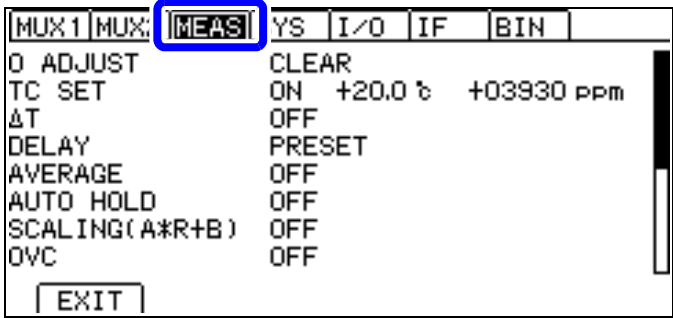 MUX1 MUX: MEAS YS I/O IF BIN
0 ADJUST CLEAR
TC SET ON +20.0 ℃ +03930 ppm
ΔT OFF
DELAY PRESET
AVERAGE OFF
AUTO HOLD OFF
SCALING(A*R+B) OFF
OVC OFF
EXIT